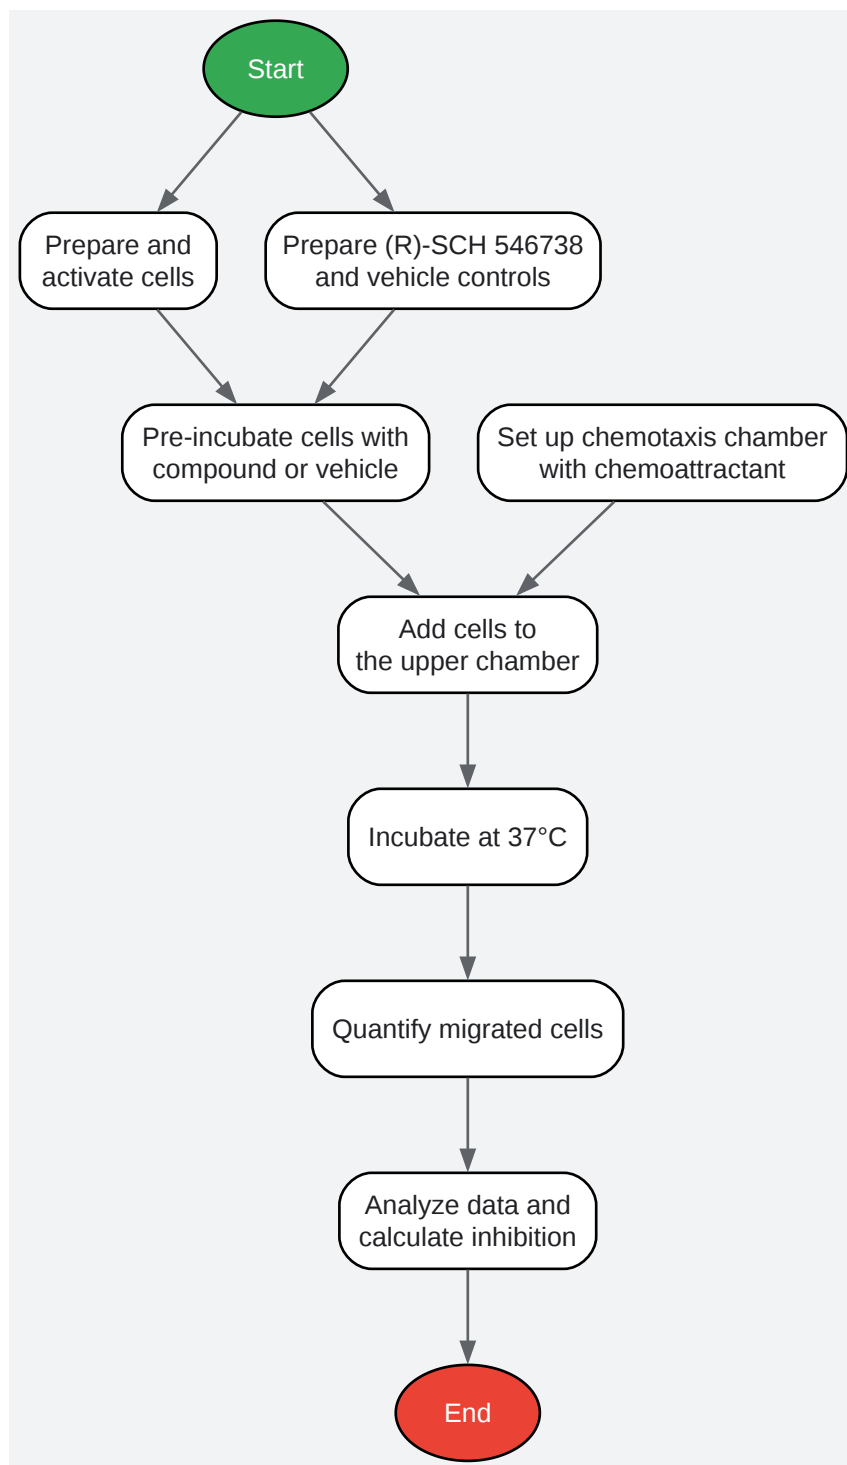 Start
Prepare and
activate cells
Prepare (R)-SCH 546738
and vehicle controls
Pre-incubate cells with
compound or vehicle
Set up chemotaxis chamber
with chemoattractant
Add cells to
the upper chamber
Incubate at 37°C
Quantify migrated cells
Analyze data and
calculate inhibition
End